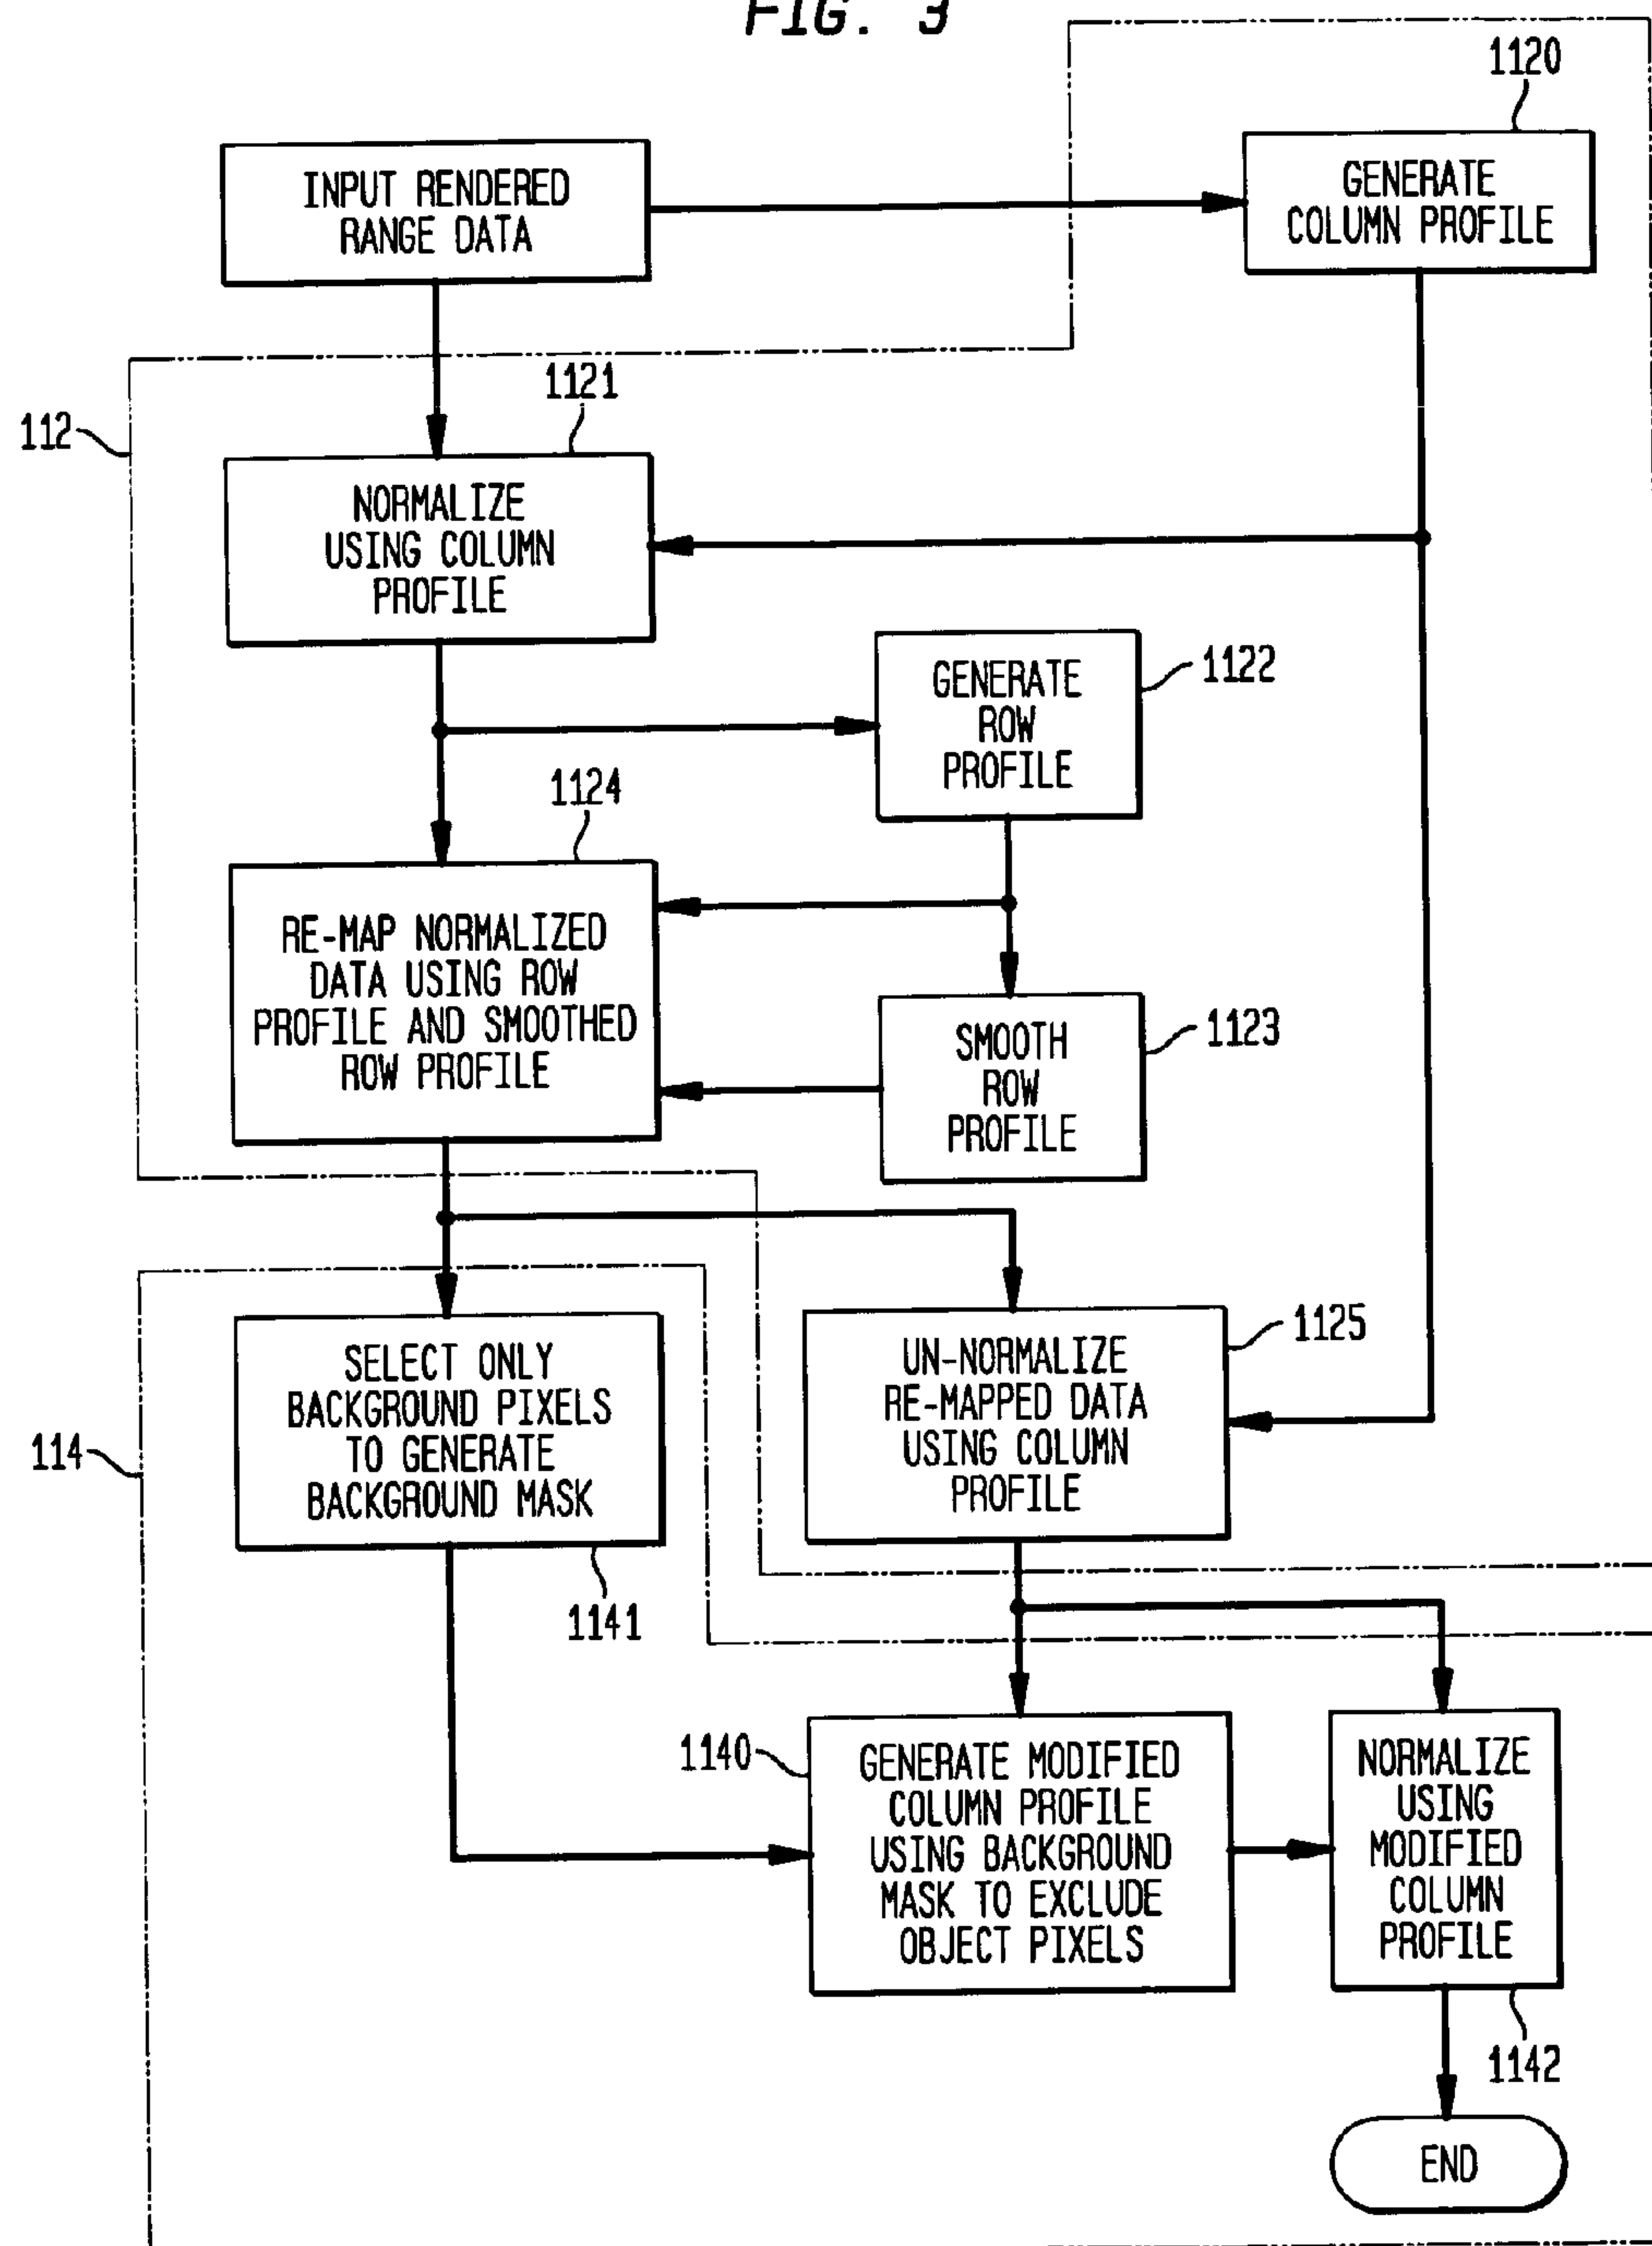 FIG. 3
1120
INPUT RENDERED
RANGE DATA
GENERATE
COLUMN PROFILE
112
1121
NORMALIZE
USING COLUMN
PROFILE
GENERATE
ROW
PROFILE
1122
1124
RE-MAP NORMALIZED
DATA USING ROW
PROFILE AND SMOOTHED
ROW PROFILE
SMOOTH
ROW
PROFILE
1123
114
SELECT ONLY
BACKGROUND PIXELS
TO GENERATE
BACKGROUND MASK
1141
UN-NORMALIZE
RE-MAPPED DATA
USING COLUMN
PROFILE
1125
1140
GENERATE MODIFIED
COLUMN PROFILE
USING BACKGROUND
MASK TO EXCLUDE
OBJECT PIXELS
NORMALIZE
USING
MODIFIED
COLUMN
PROFILE
1142
END